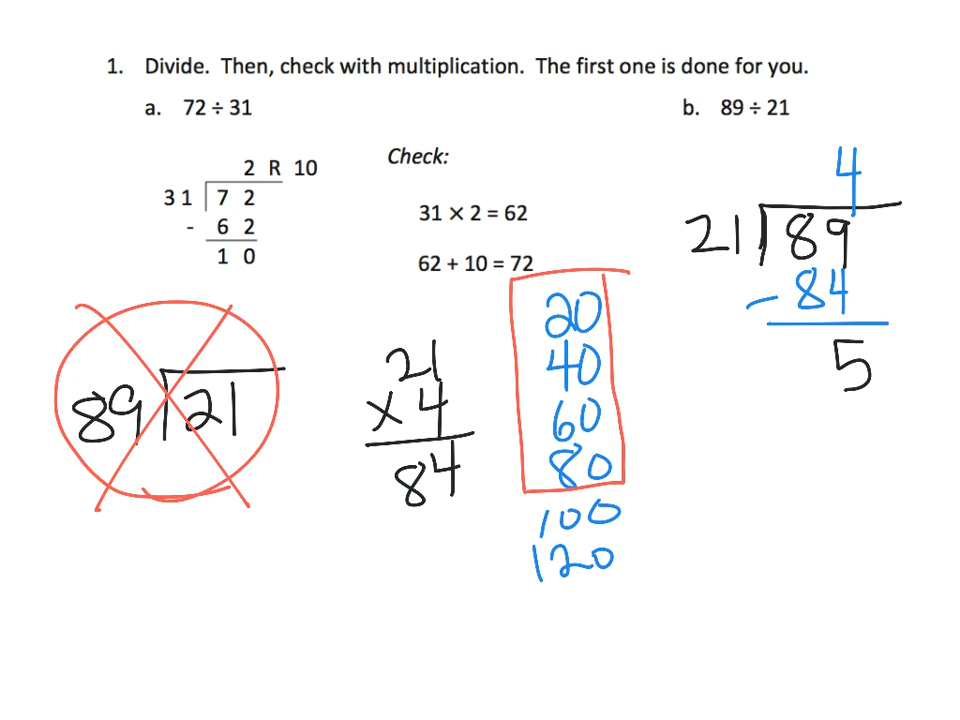 1. Divide. Then, check with multiplication. The first one is done for you.
a. 72 ÷ 31
b. 89 ÷ 21
2 R 10
31 7 2
- 6 2
1 0
Check:
31 × 2 = 62
62 + 10 = 72
4
21 89
- 84
5
89 21
21
× 4
84
20
40
60
80
100
120